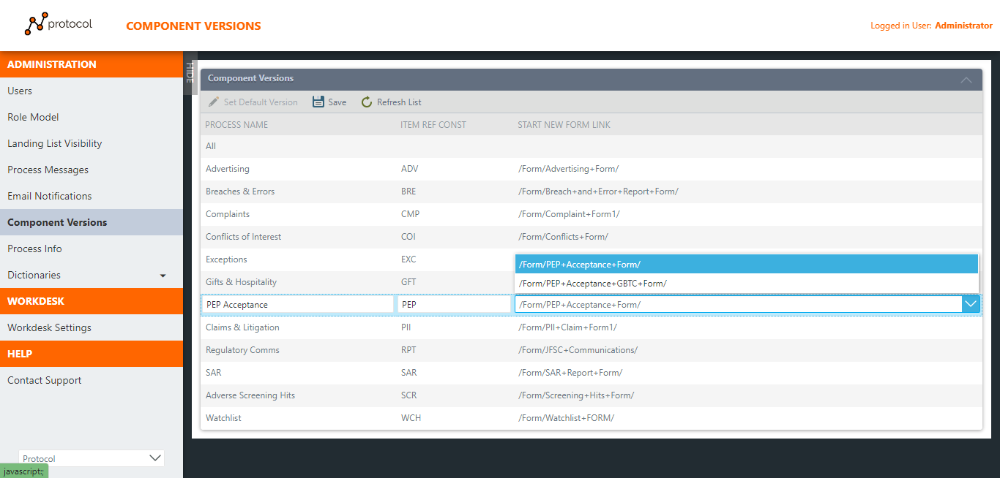 protocol
COMPONENT VERSIONS
Logged in User: Administrator
ADMINISTRATION
Users
Role Model
Landing List Visibility
Process Messages
Email Notifications
Component Versions
Process Info
Dictionaries
WORKDESK
Workdesk Settings
HELP
Contact Support
Protocol
javascript:;
HIDE
Component Versions
Set Default Version Save Refresh List
PROCESS NAME ITEM REF CONST START NEW FORM LINK
All
Advertising ADV /Form/Advertising+Form/
Breaches & Errors BRE /Form/Breach+and+Error+Report+Form/
Complaints CMP /Form/Complaint+Form1/
Conflicts of Interest COI /Form/Conflicts+Form/
Exceptions EXC /Form/PEP+Acceptance+Form/
Gifts & Hospitality GFT /Form/PEP+Acceptance+GBTC+Form/
PEP Acceptance PEP /Form/PEP+Acceptance+Form/
Claims & Litigation PII /Form/PII+Claim+Form1/
Regulatory Comms RPT /Form/JFSC+Communications/
SAR SAR /Form/SAR+Report+Form/
Adverse Screening Hits SCR /Form/Screening+Hits+Form/
Watchlist WCH /Form/Watchlist+FORM/